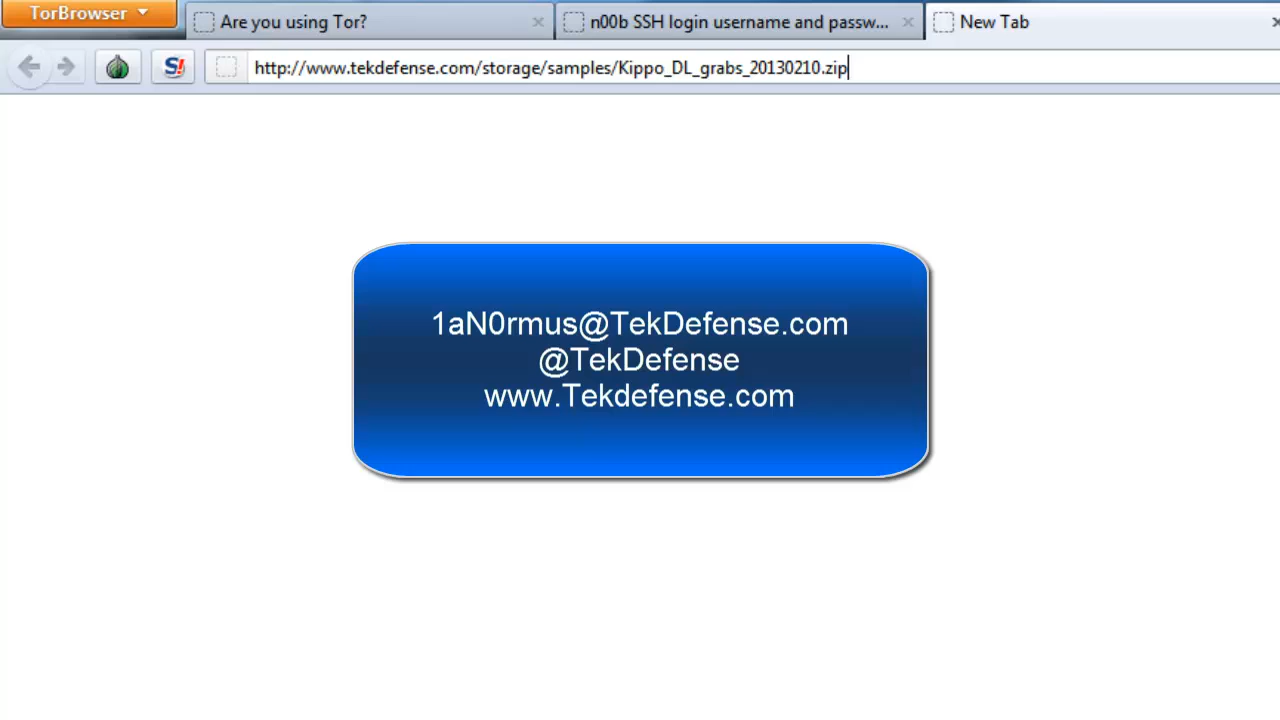 TorBrowser
Are you using Tor?
n00b SSH login username and passw...
New Tab
S!
http://www.tekdefense.com/storage/samples/Kippo_DL_grabs_20130210.zip
1aN0rmus@TekDefense.com
@TekDefense
www.Tekdefense.com